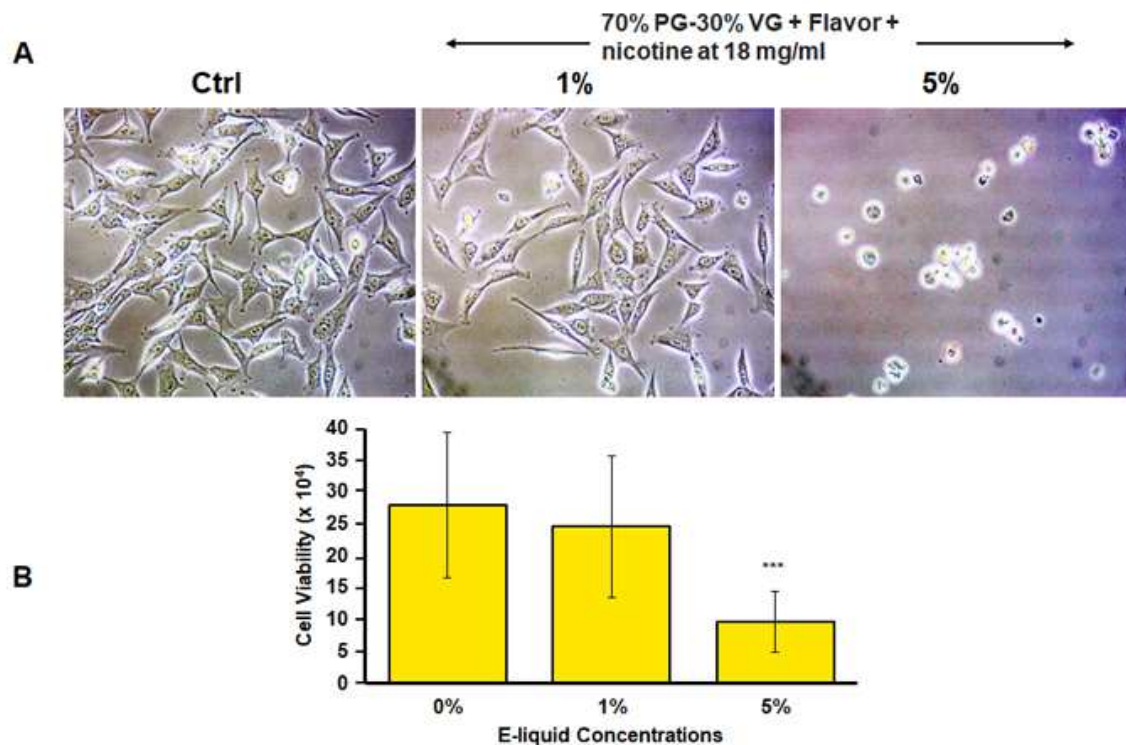 A
70% PG-30% VG + Flavor +
nicotine at 18 mg/ml
Ctrl
1%
5%
B
Cell Viability (x 10⁴)
40
35
30
25
20
15
10
5
0
***
0%
1%
5%
E-liquid Concentrations